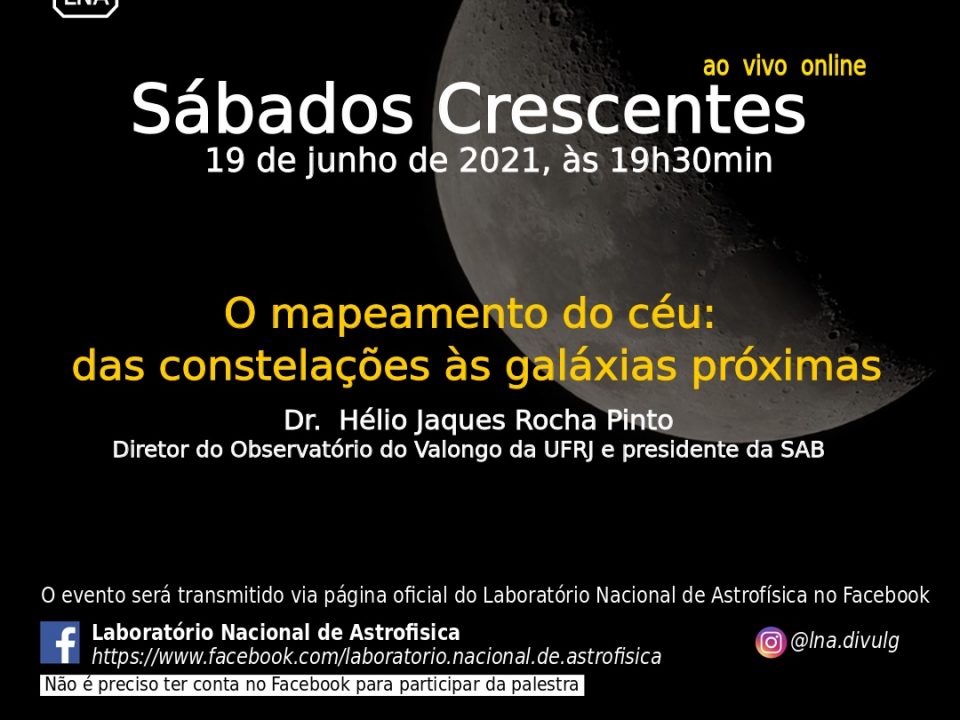 LNA
ao vivo online
Sábados Crescentes
19 de junho de 2021, às 19h30min
O mapeamento do céu:
das constelações às galáxias próximas
Dr. Hélio Jaques Rocha Pinto
Diretor do Observatório do Valongo da UFRJ e presidente da SAB
O evento será transmitido via página oficial do Laboratório Nacional de Astrofísica no Facebook
Laboratório Nacional de Astrofisica
https://www.facebook.com/laboratorio.nacional.de.astrofisica
@lna.divulg
Não é preciso ter conta no Facebook para participar da palestra